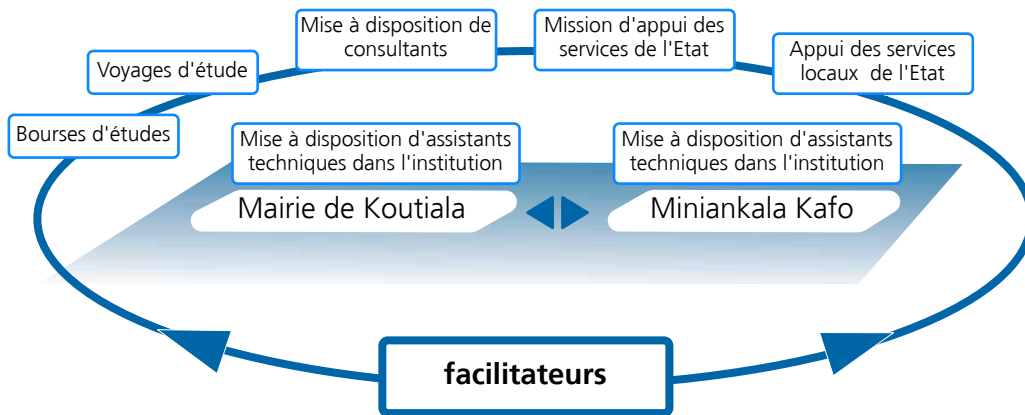 Mise à disposition de
consultants
Mission d'appui des
services de l'Etat
Voyages d'étude
Appui des services
locaux de l'Etat
Bourses d'études
Mise à disposition d'assistants
techniques dans l'institution
Mise à disposition d'assistants
techniques dans l'institution
Mairie de Koutiala
Miniankala Kafo
facilitateurs